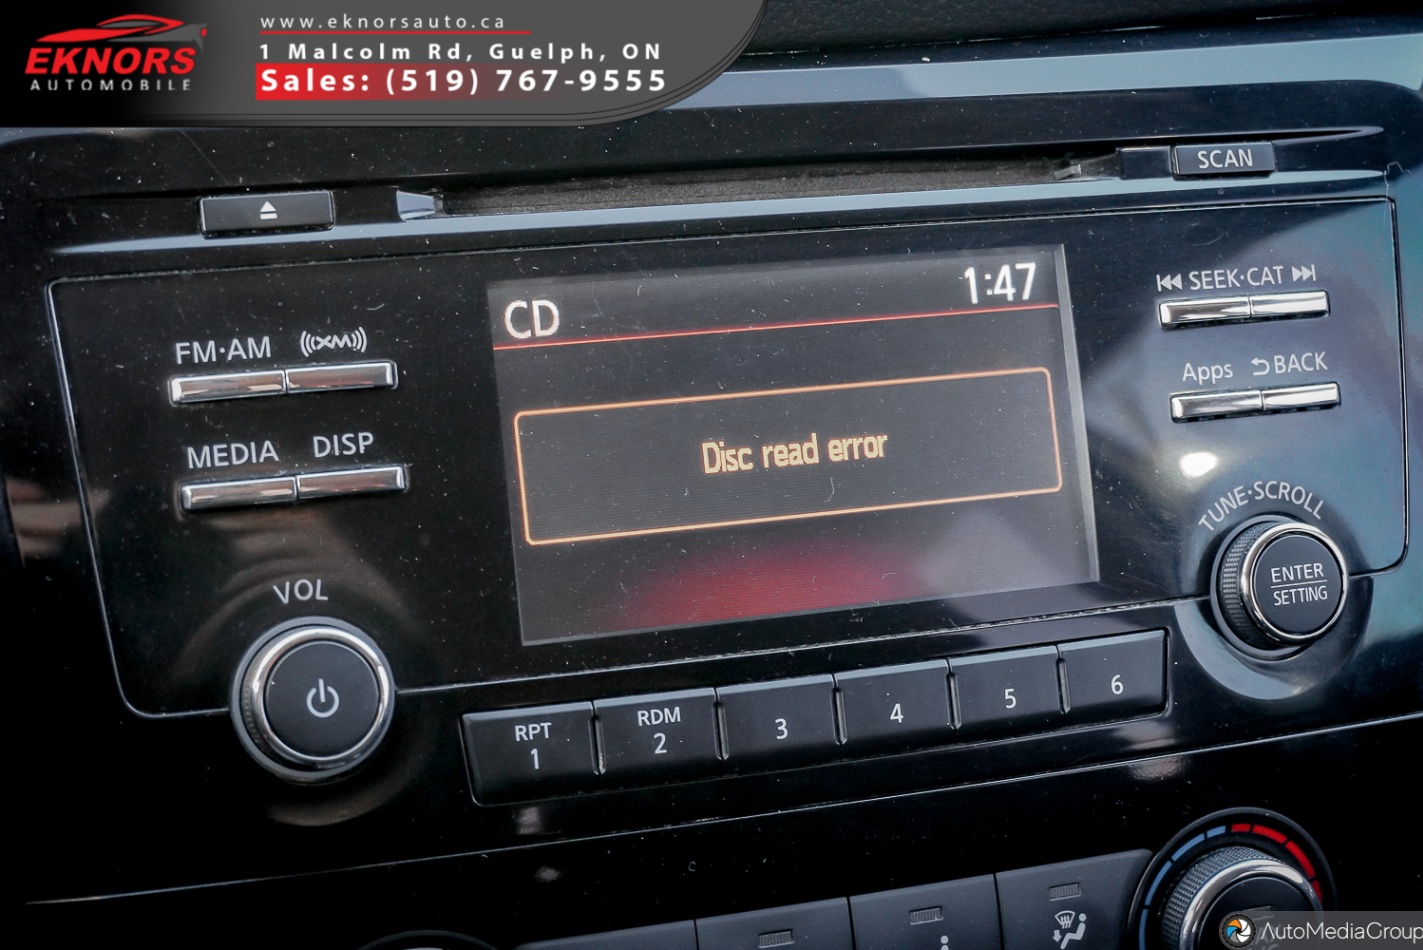 EKNORS
AUTOMOBILE
www.eknorsauto.ca
1 Malcolm Rd, Guelph, ON
Sales: (519) 767-9555
SCAN
CD 1:47
SEEK·CAT
FM·AM ((XM))
Apps BACK
MEDIA DISP
Disc read error
TUNE·SCROLL
ENTER
SETTING
VOL
RPT
1
RDM
2
3
4
5
6
AutoMediaGroup